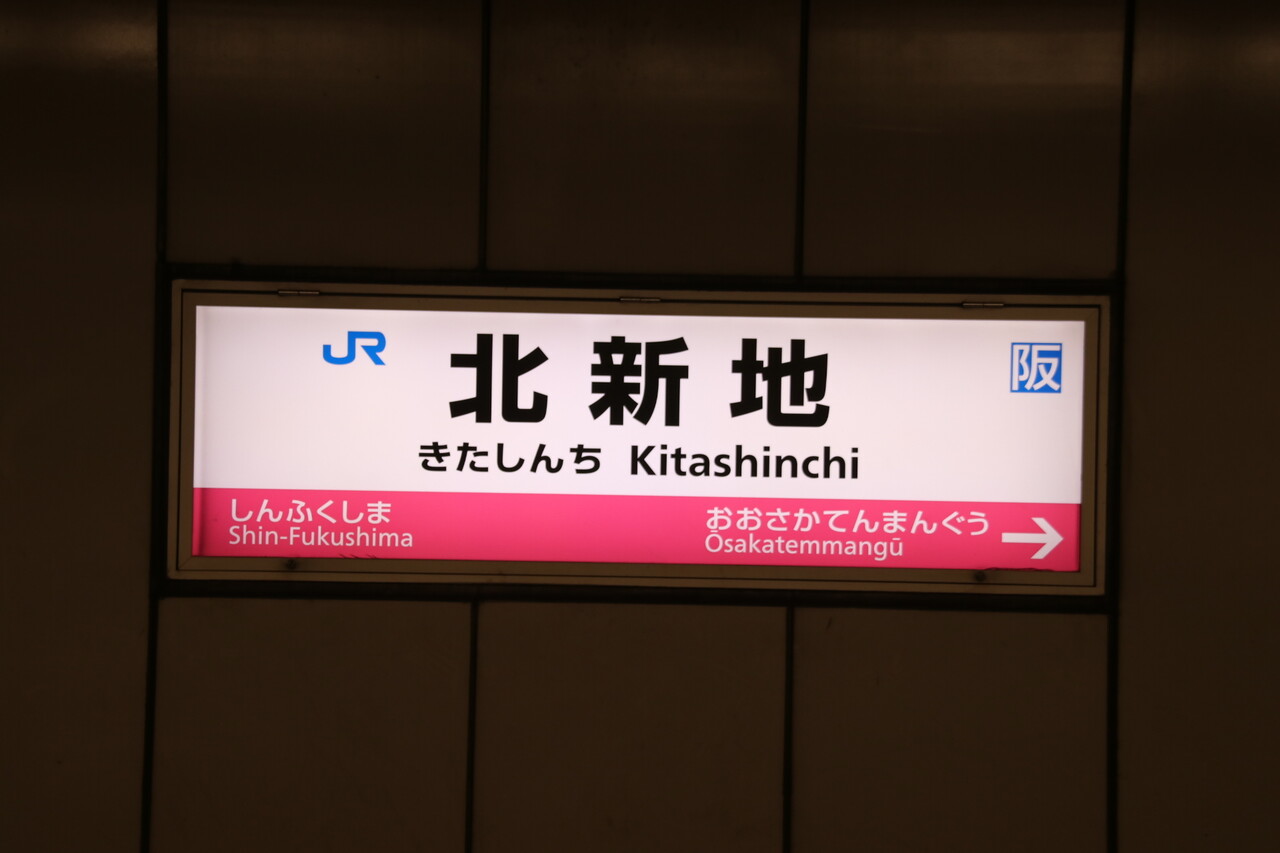 JR 北新地 阪
きたしんち Kitashinchi
しんふくしま おおさかてんまんぐう →
Shin-Fukushima Ōsakatemmangū